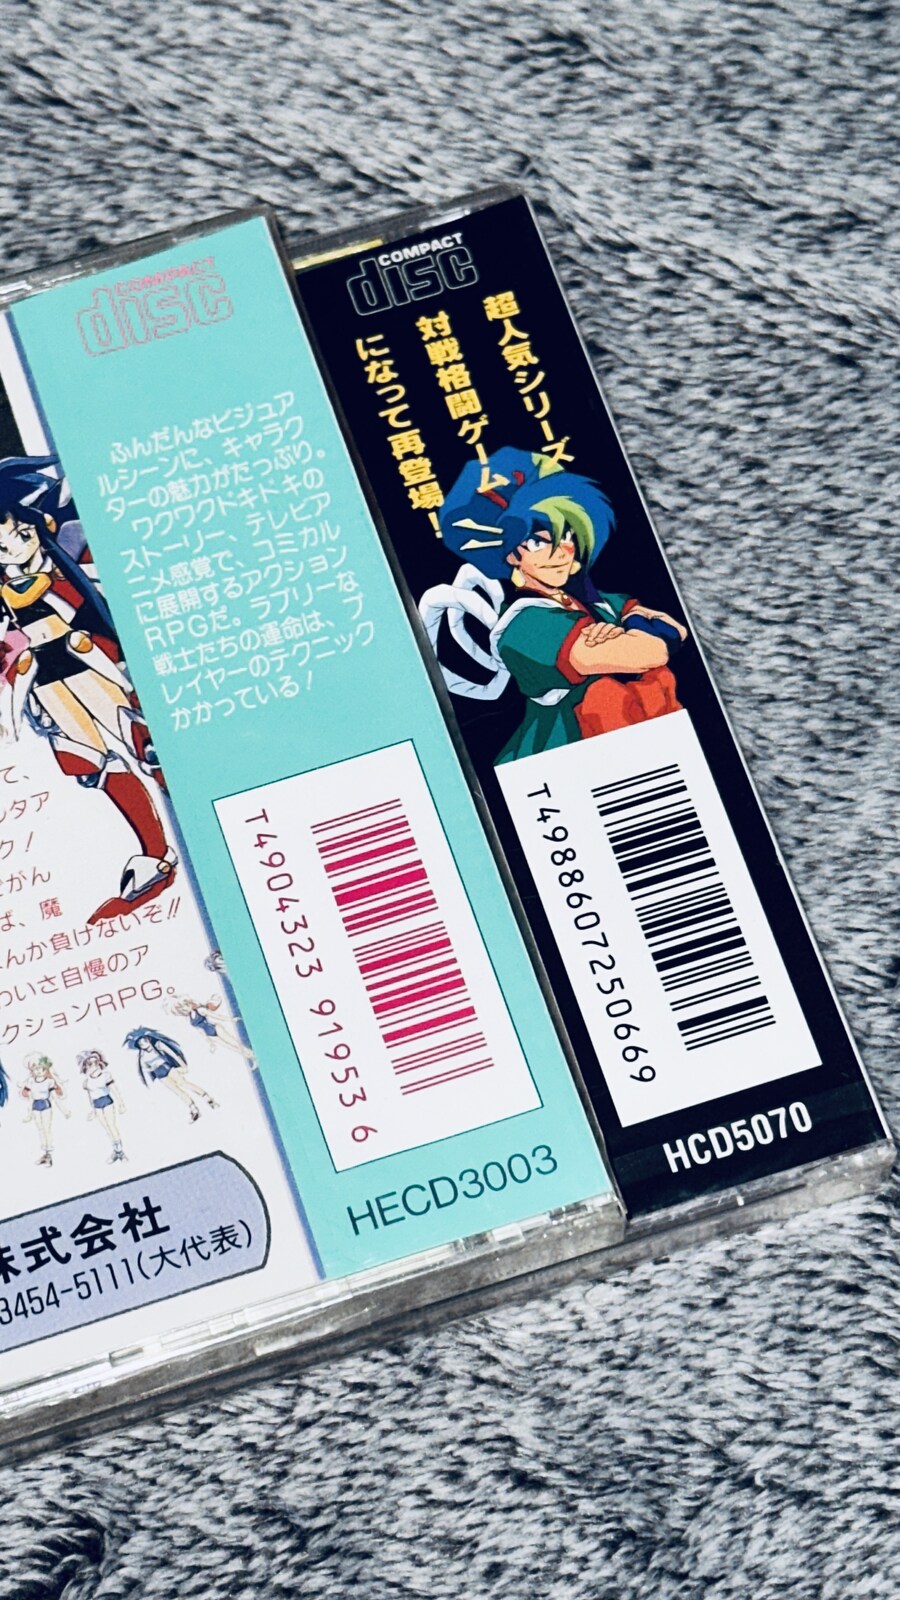 COMPACT
disc
ふんだんなビジュア
ルシーンに、キャラク
ターの魅力がたっぷり。
ワクワクドキドキの
ストーリー、テレビア
ニメ感覚で、コミカル
に展開するアクション
RPGだ。ラブリーな
戦士たちの運命は、プ
レイヤーのテクニック
かかっている!
T4904323 91953 6
HECD3003
て、
ルタア
ク!
でがん
ば、魔
なんか負けないぞ!!
わいさ自慢のア
クションRPG。
株式会社
3454-5111(大代表)
COMPACT
disc
超人気シリーズ
対戦格闘ゲーム
になって再登場!
T4988607250669
HCD5070